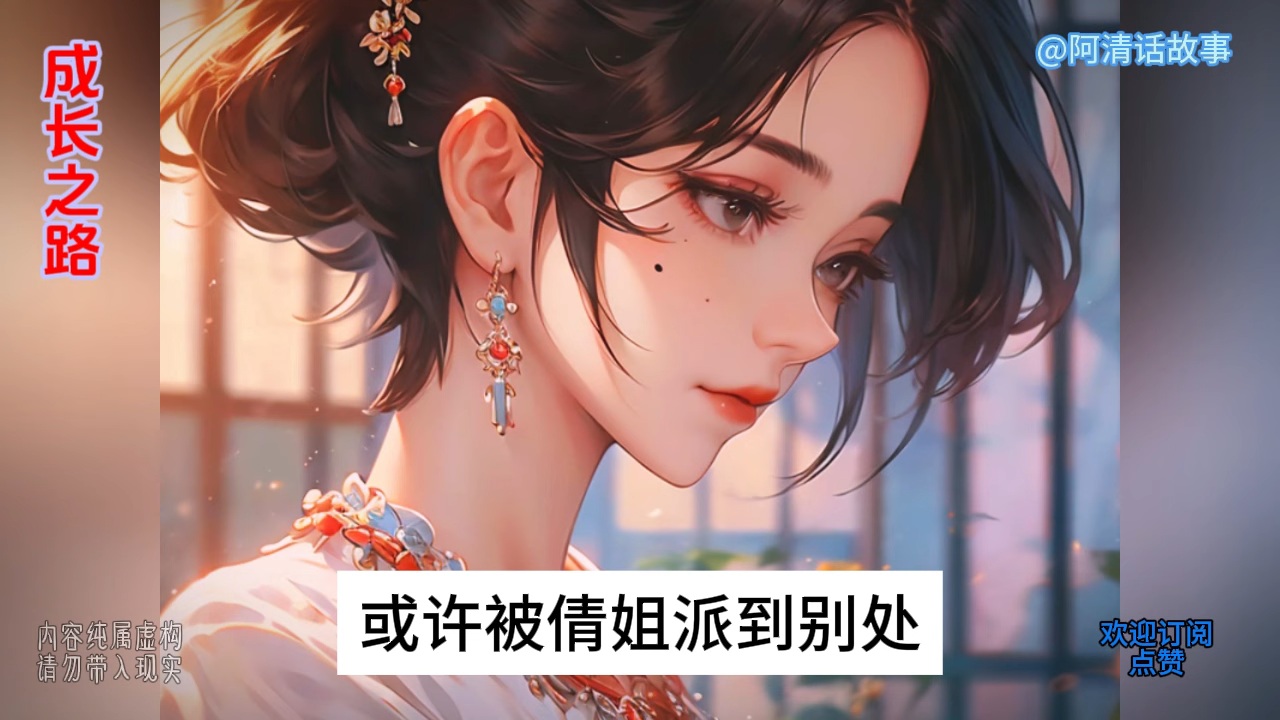 成长之路
@阿清话故事
或许被倩姐派到别处
内容纯属虚构
请勿带入现实
欢迎订阅
点赞